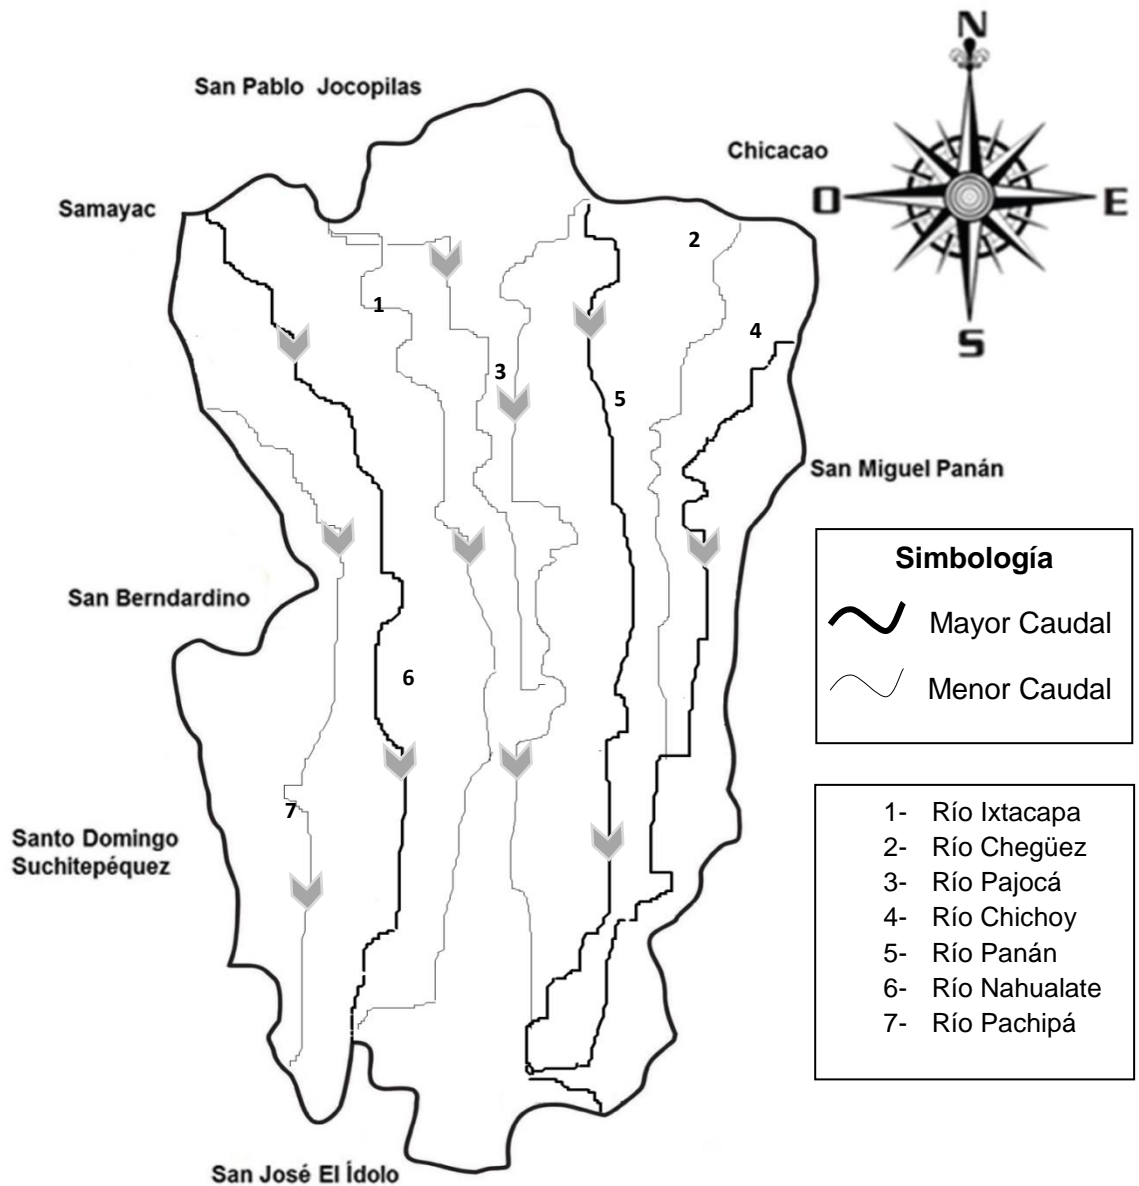 N
San Pablo Jocopilas
Chicacao
O
E
Samayac
2
1
4
S
3
5
San Miguel Panán
Simbología
San Berndardino
Mayor Caudal
6
Menor Caudal
7
Santo Domingo
Suchitepéquez
1- Río Ixtacapa
2- Río Chegüez
3- Río Pajocá
4- Río Chichoy
5- Río Panán
6- Río Nahualate
7- Río Pachipá
San José El Ídolo